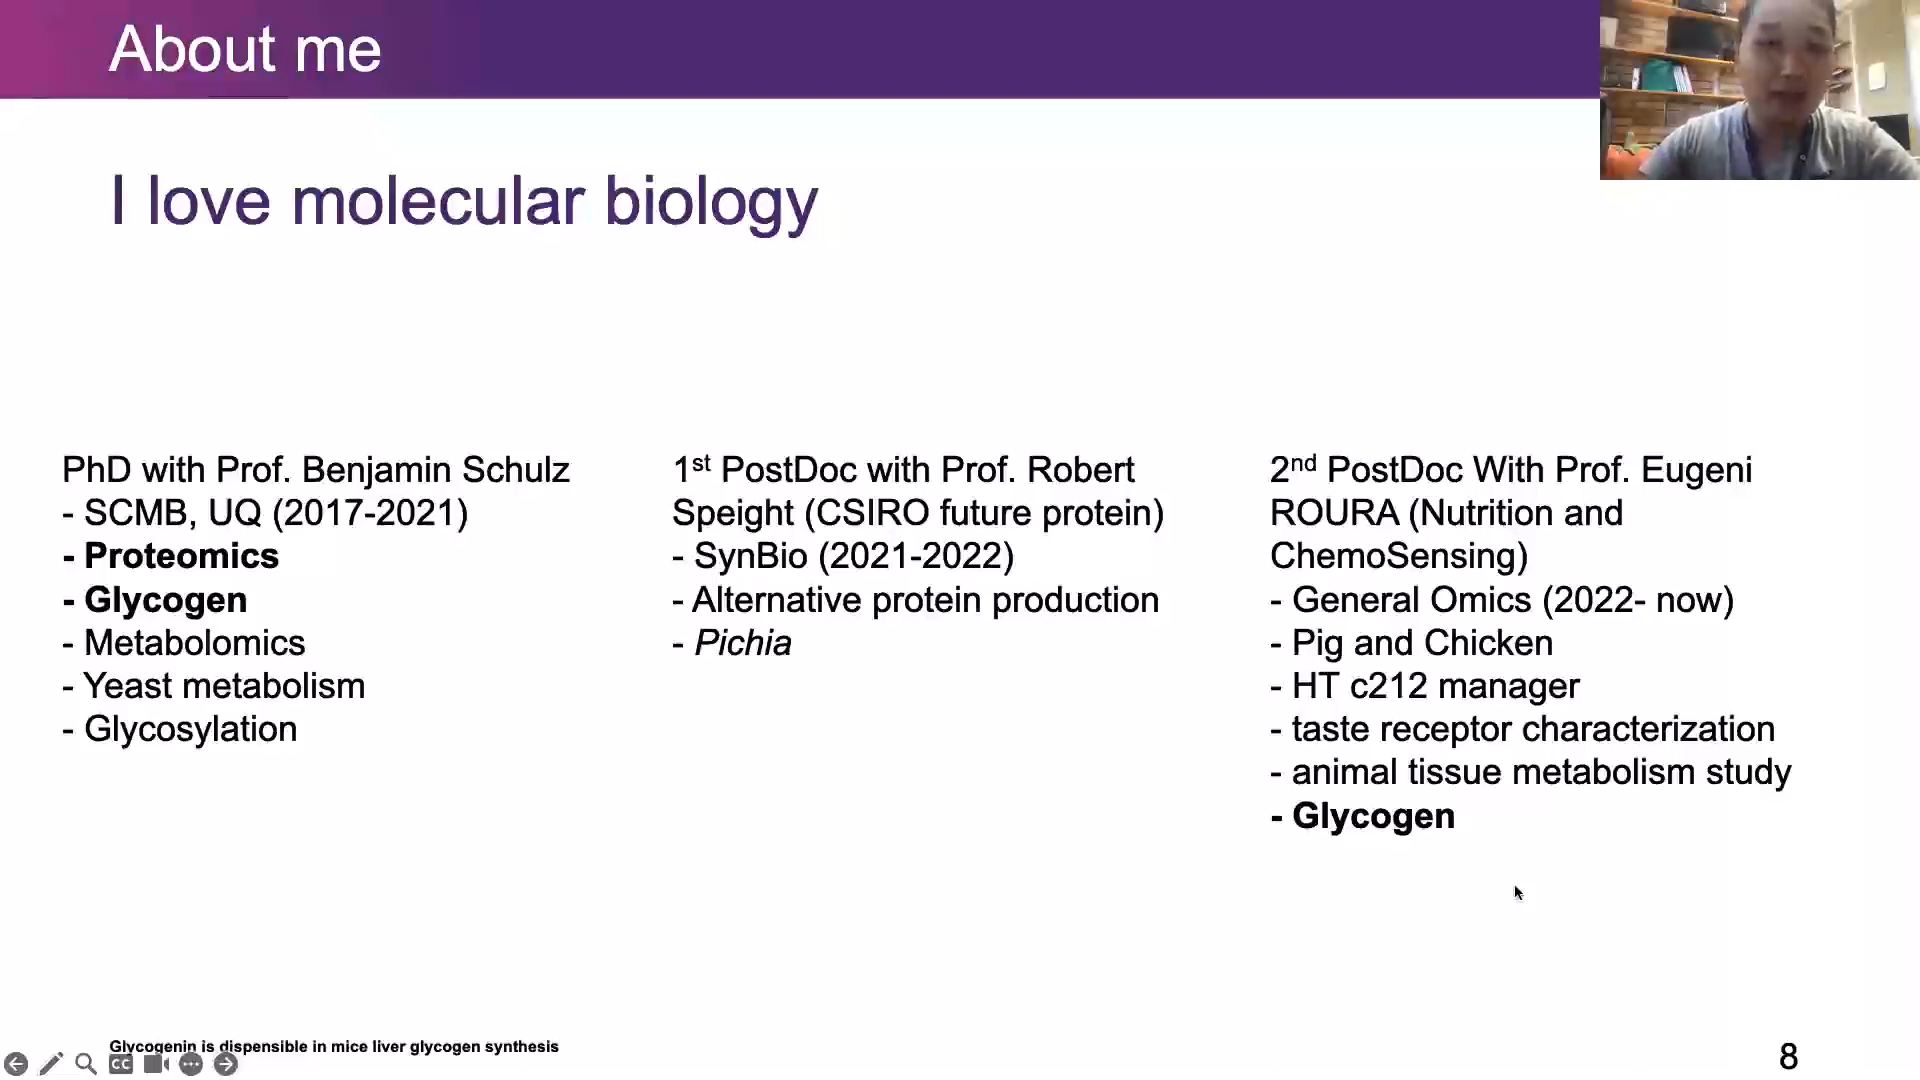 About me
I love molecular biology
PhD with Prof. Benjamin Schulz
- SCMB, UQ (2017-2021)
- Proteomics
- Glycogen
- Metabolomics
- Yeast metabolism
- Glycosylation
1st PostDoc with Prof. Robert
Speight (CSIRO future protein)
- SynBio (2021-2022)
- Alternative protein production
- Pichia
2nd PostDoc With Prof. Eugeni
ROURA (Nutrition and
ChemoSensing)
- General Omics (2022- now)
- Pig and Chicken
- HT c212 manager
- taste receptor characterization
- animal tissue metabolism study
- Glycogen
Glycogenin is dispensible in mice liver glycogen synthesis
CC
8